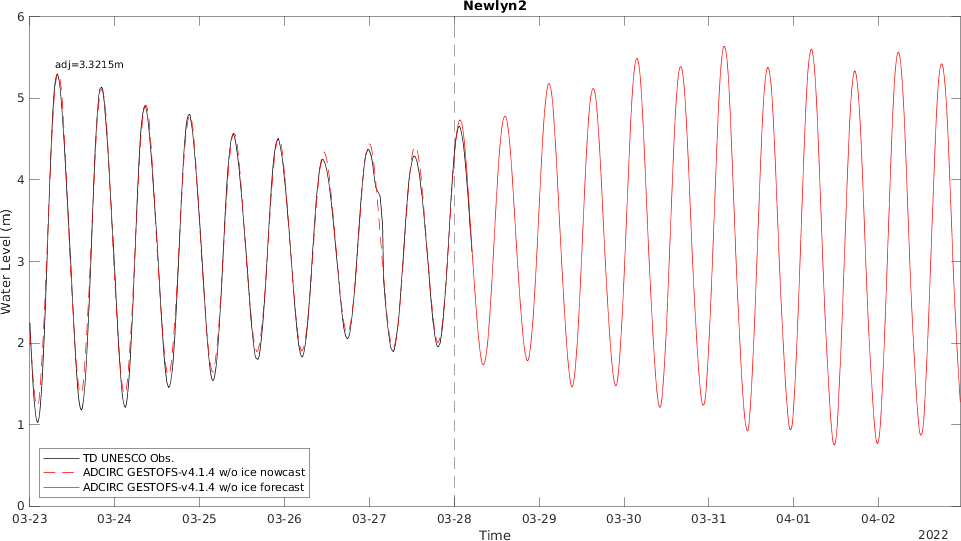 Newlyn2
6
adj=3.3215m
5
4
3
2
1
0
Water Level (m)
TD UNESCO Obs.
ADCIRC GESTOFS-v4.1.4 w/o ice nowcast
ADCIRC GESTOFS-v4.1.4 w/o ice forecast
03-23 03-24 03-25 03-26 03-27 03-28 03-29 03-30 03-31 04-01 04-02
Time
2022